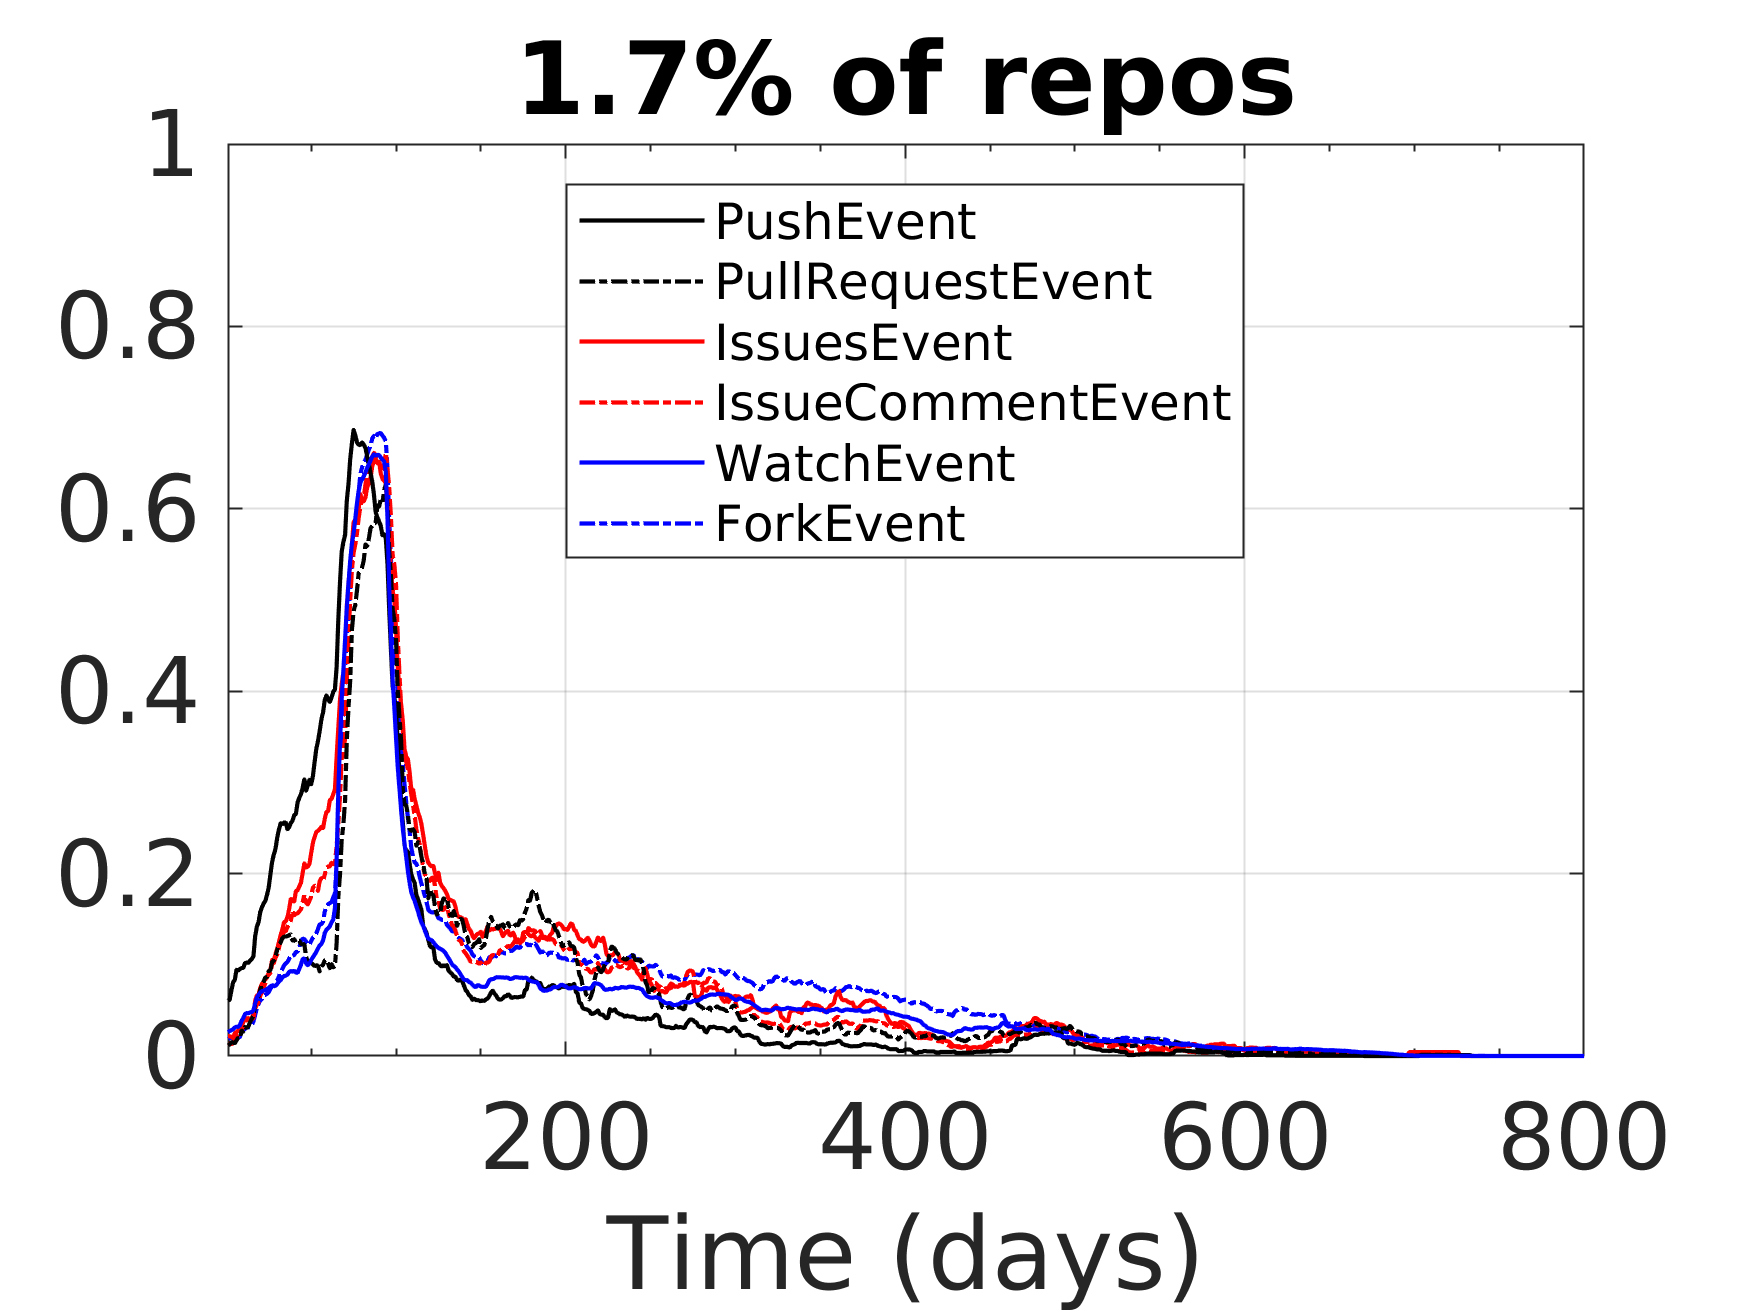 1.7% of repos
1
0.8
0.6
0.4
0.2
0
PushEvent
PullRequestEvent
IssuesEvent
IssueCommentEvent
WatchEvent
ForkEvent
200 400 600 800
Time (days)